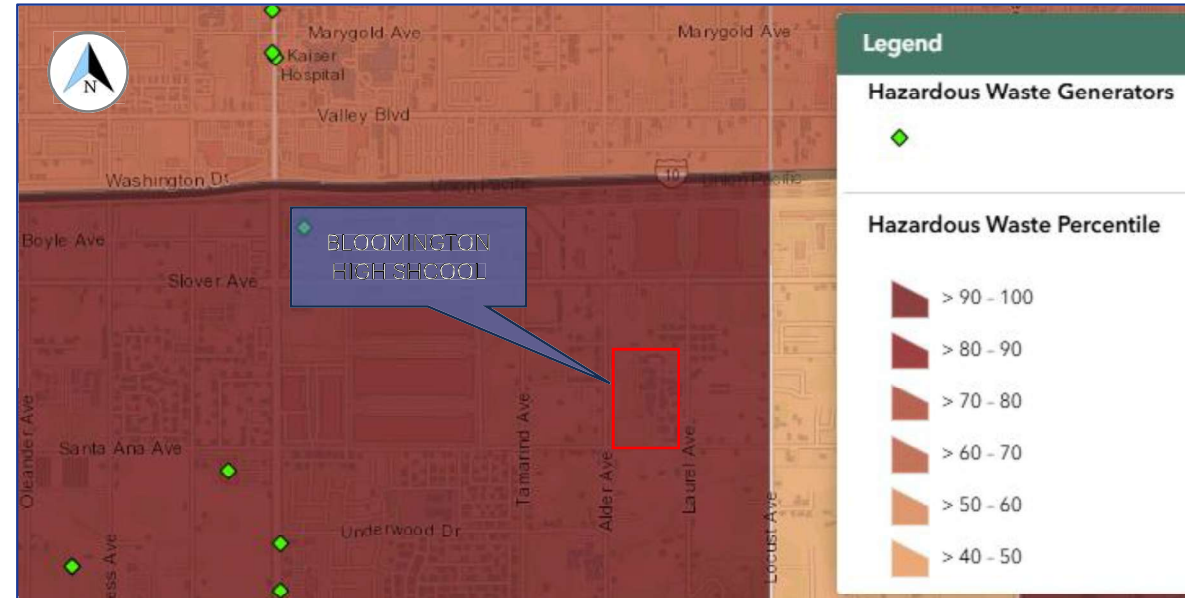 Marygold Ave
Marygold Ave
Kaiser
Hospital
N
Valley Blvd
Washington Dr
Union Pacific
10
Union Pacific
Boyle Ave
BLOOMINGTON
HIGH SHCOOL
Slover Ave
Oleander Ave
Santa Ana Ave
Tamarind Ave
Alder Ave
Laurel Ave
Locust Ave
Underwood Dr
ess Ave
Legend
Hazardous Waste Generators
Hazardous Waste Percentile
> 90 - 100
> 80 - 90
> 70 - 80
> 60 - 70
> 50 - 60
> 40 - 50